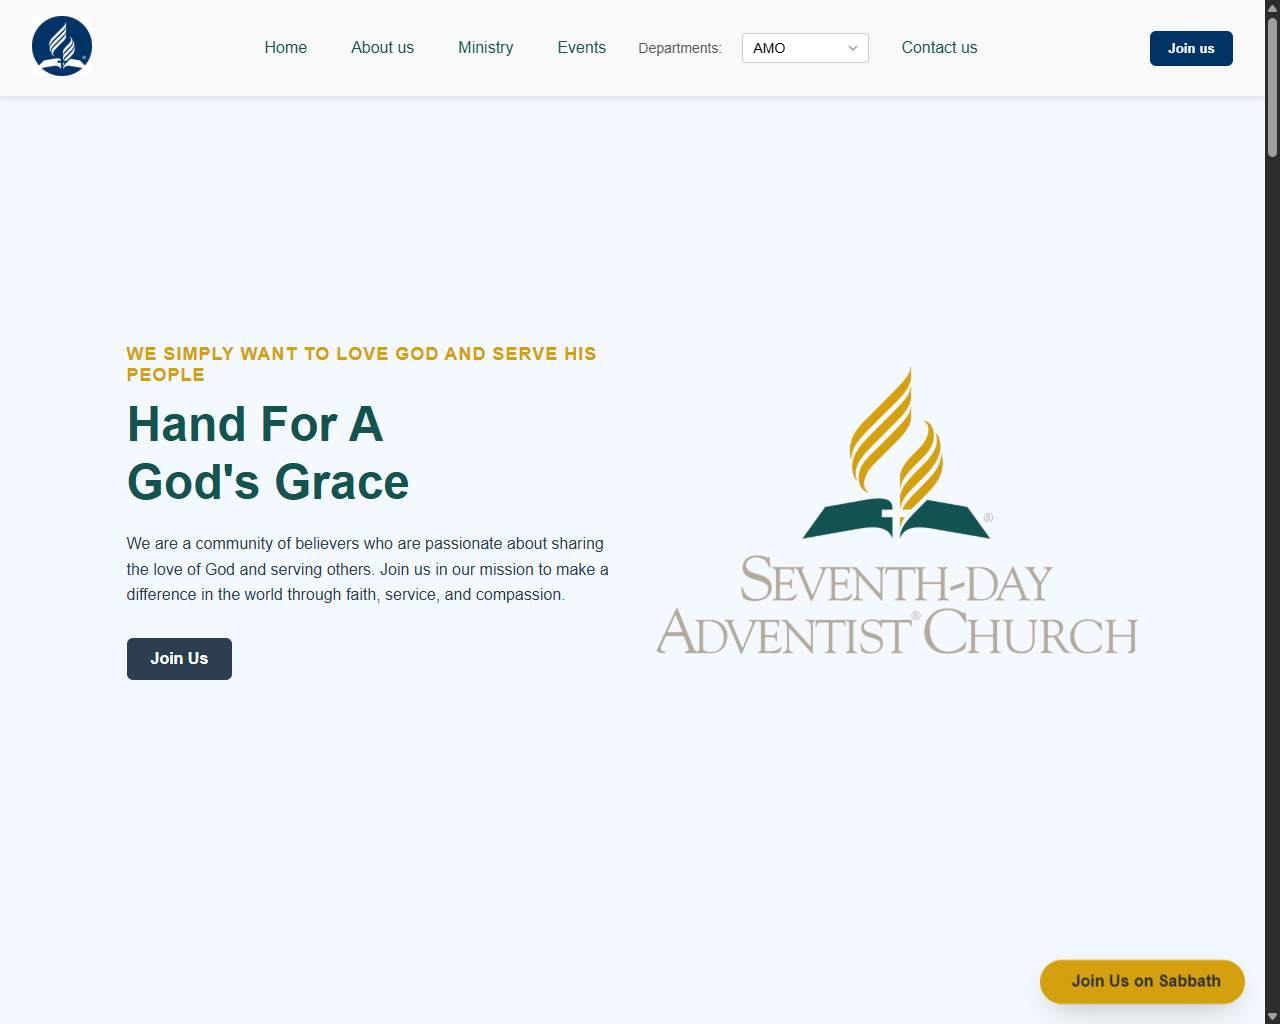 Home About us Ministry Events Departments: AMO Contact us Join us
WE SIMPLY WANT TO LOVE GOD AND SERVE HIS
PEOPLE
Hand For A
God's Grace
We are a community of believers who are passionate about sharing
the love of God and serving others. Join us in our mission to make a
difference in the world through faith, service, and compassion.
Join Us
®
SEVENTH-DAY
ADVENTIST® CHURCH
Join Us on Sabbath